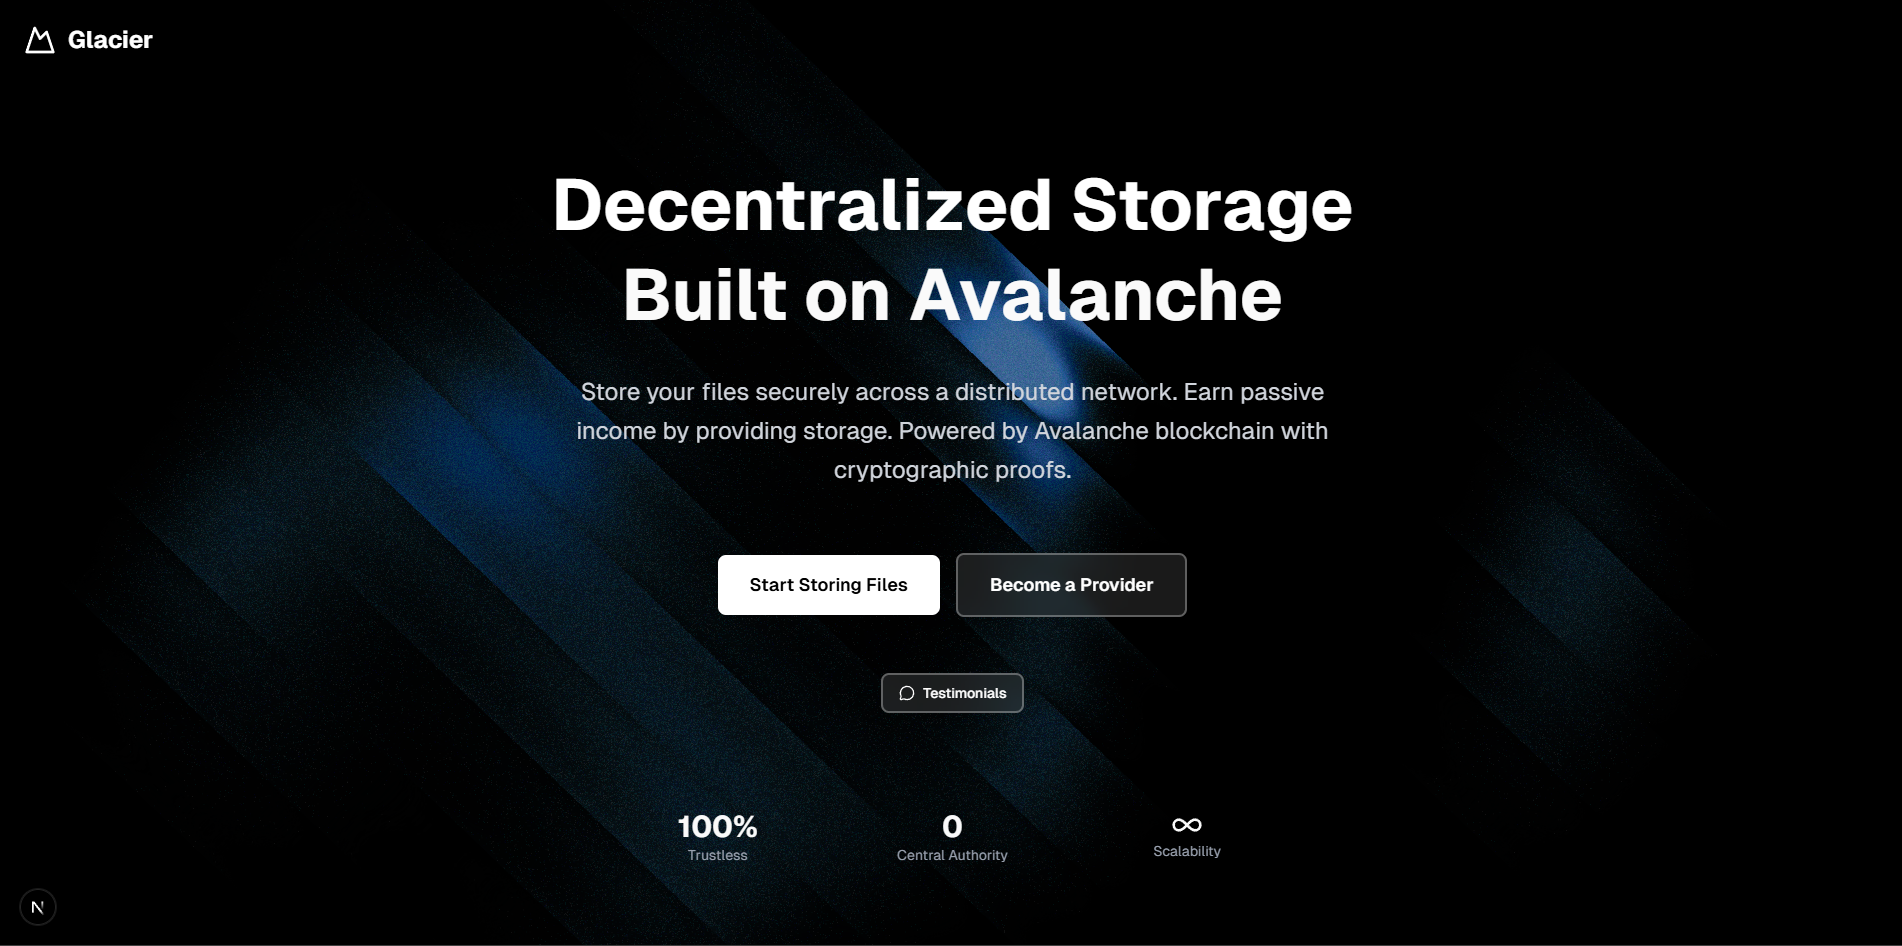 Glacier
Decentralized Storage
Built on Avalanche
Store your files securely across a distributed network. Earn passive
income by providing storage. Powered by Avalanche blockchain with
cryptographic proofs.
Start Storing Files
Become a Provider
Testimonials
100%
Trustless
0
Central Authority
∞
Scalability
N